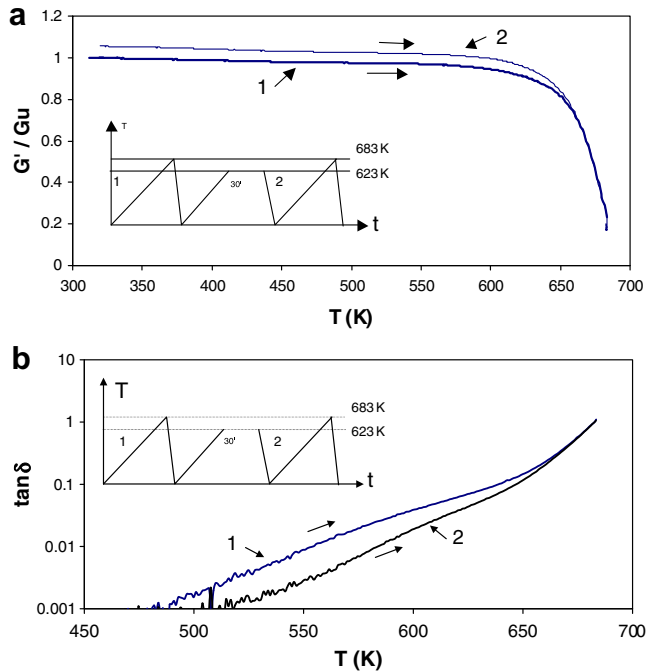 a
1.2
1
0.8
0.6
0.4
0.2
0
G' / Gu
1
2
T
683 K
623 K
1
30'
2
t
300 350 400 450 500 550 600 650 700
T (K)
b
10
1
0.1
0.01
0.001
tanδ
T
683 K
623 K
1
30'
2
t
1
2
450 500 550 600 650 700
T (K)